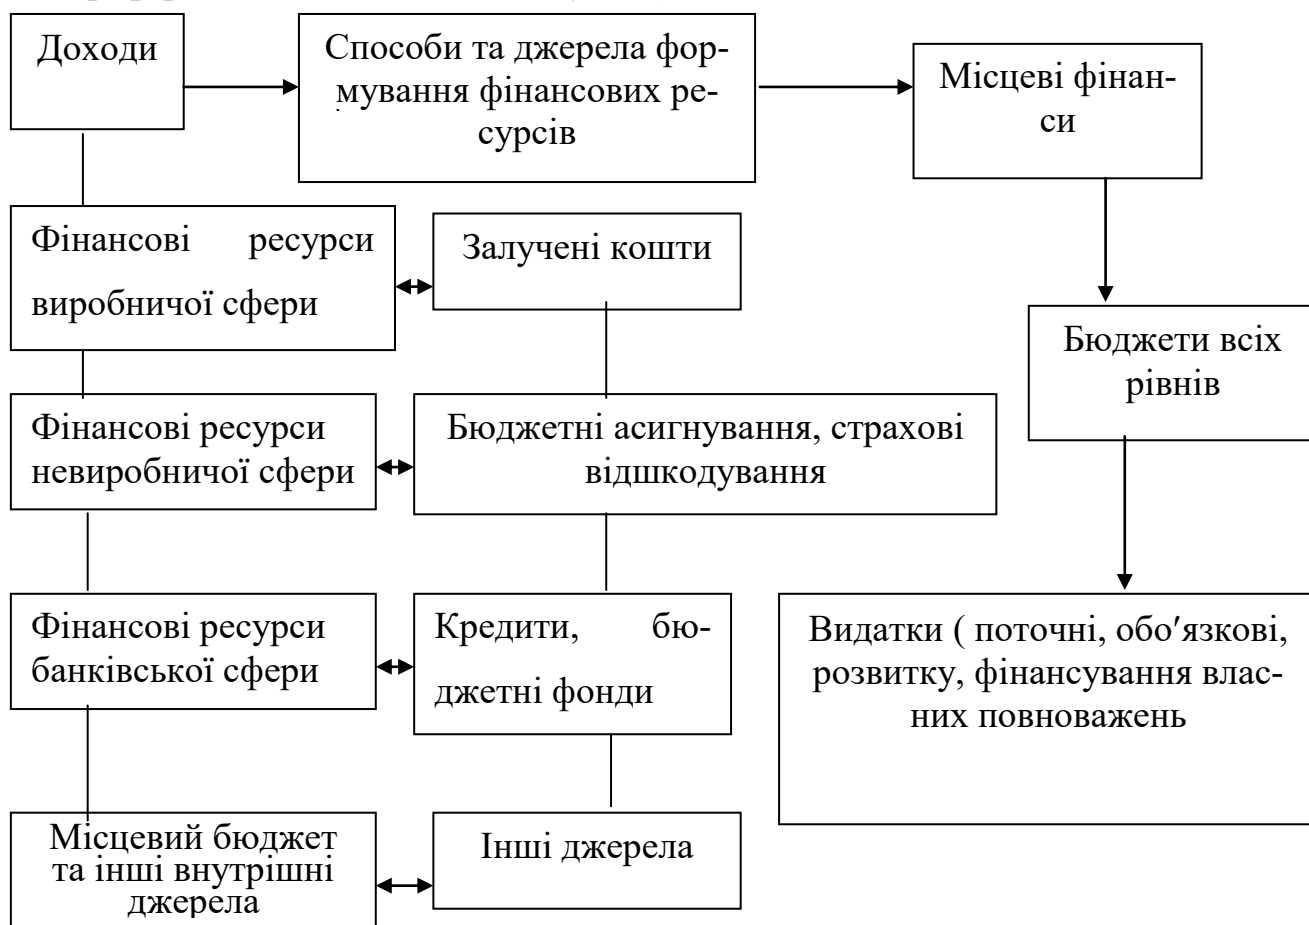 Доходи
Способи та джерела фор-
мування фінансових ре-
сурсів
Місцеві фінан-
си
Фінансові ресурси
виробничої сфери
Залучені кошти
Бюджети всіх
рівнів
Фінансові ресурси
невиробничої сфери
Бюджетні асигнування, страхові
відшкодування
Фінансові ресурси
банківської сфери
Кредити, бю-
джетні фонди
Видатки ( поточні, обо′язкові,
розвитку, фінансування влас-
них повноважень
Місцевий бюджет
та інші внутрішні
джерела
Інші джерела